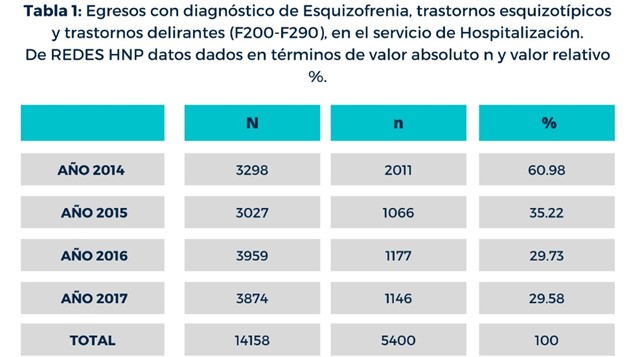 Tabla 1: Egresos con diagnóstico de Esquizofrenia, trastornos esquizotípicos
y trastornos delirantes (F200-F290), en el servicio de Hospitalización.
De REDES HNP datos dados en términos de valor absoluto n y valor relativo
%.
N n %
AÑO 2014 3298 2011 60.98
AÑO 2015 3027 1066 35.22
AÑO 2016 3959 1177 29.73
AÑO 2017 3874 1146 29.58
TOTAL 14158 5400 100